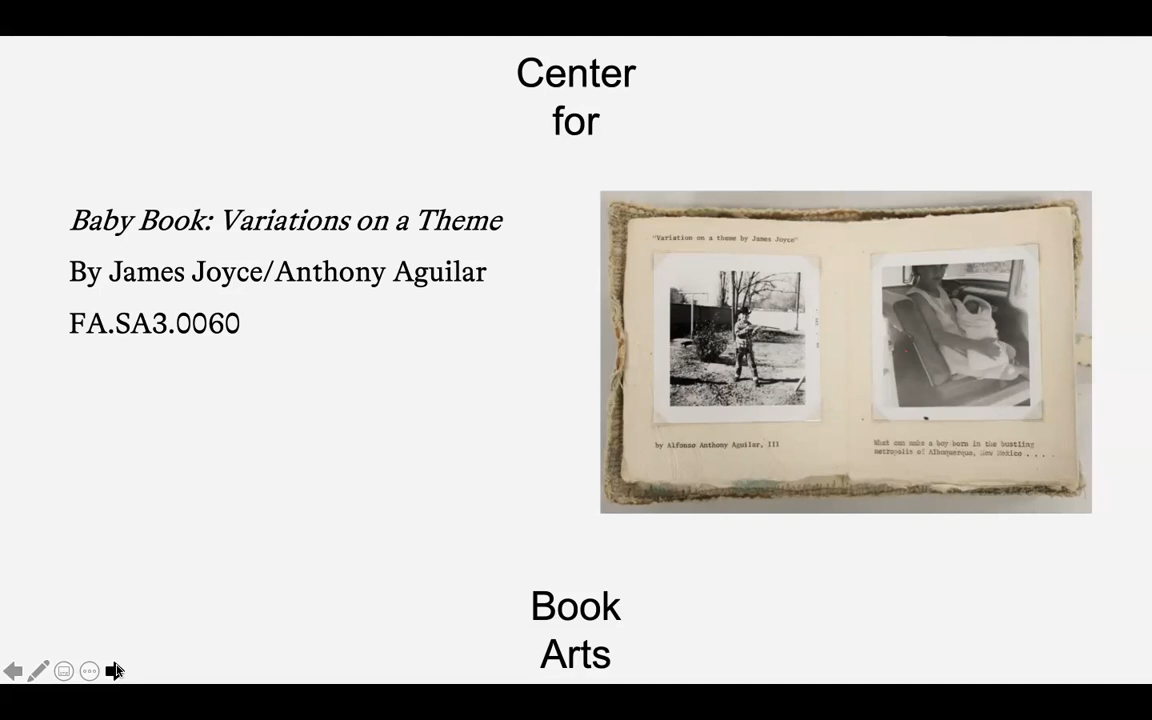 Center
for
Baby Book: Variations on a Theme
By James Joyce/Anthony Aguilar
FA.SA3.0060
"Variation on a theme by James Joyce"
by Alfonso Anthony Aguilar, III
What can make a boy born in the bustling
metropolis of Albuquerque, New Mexico . . . .
Book
Arts